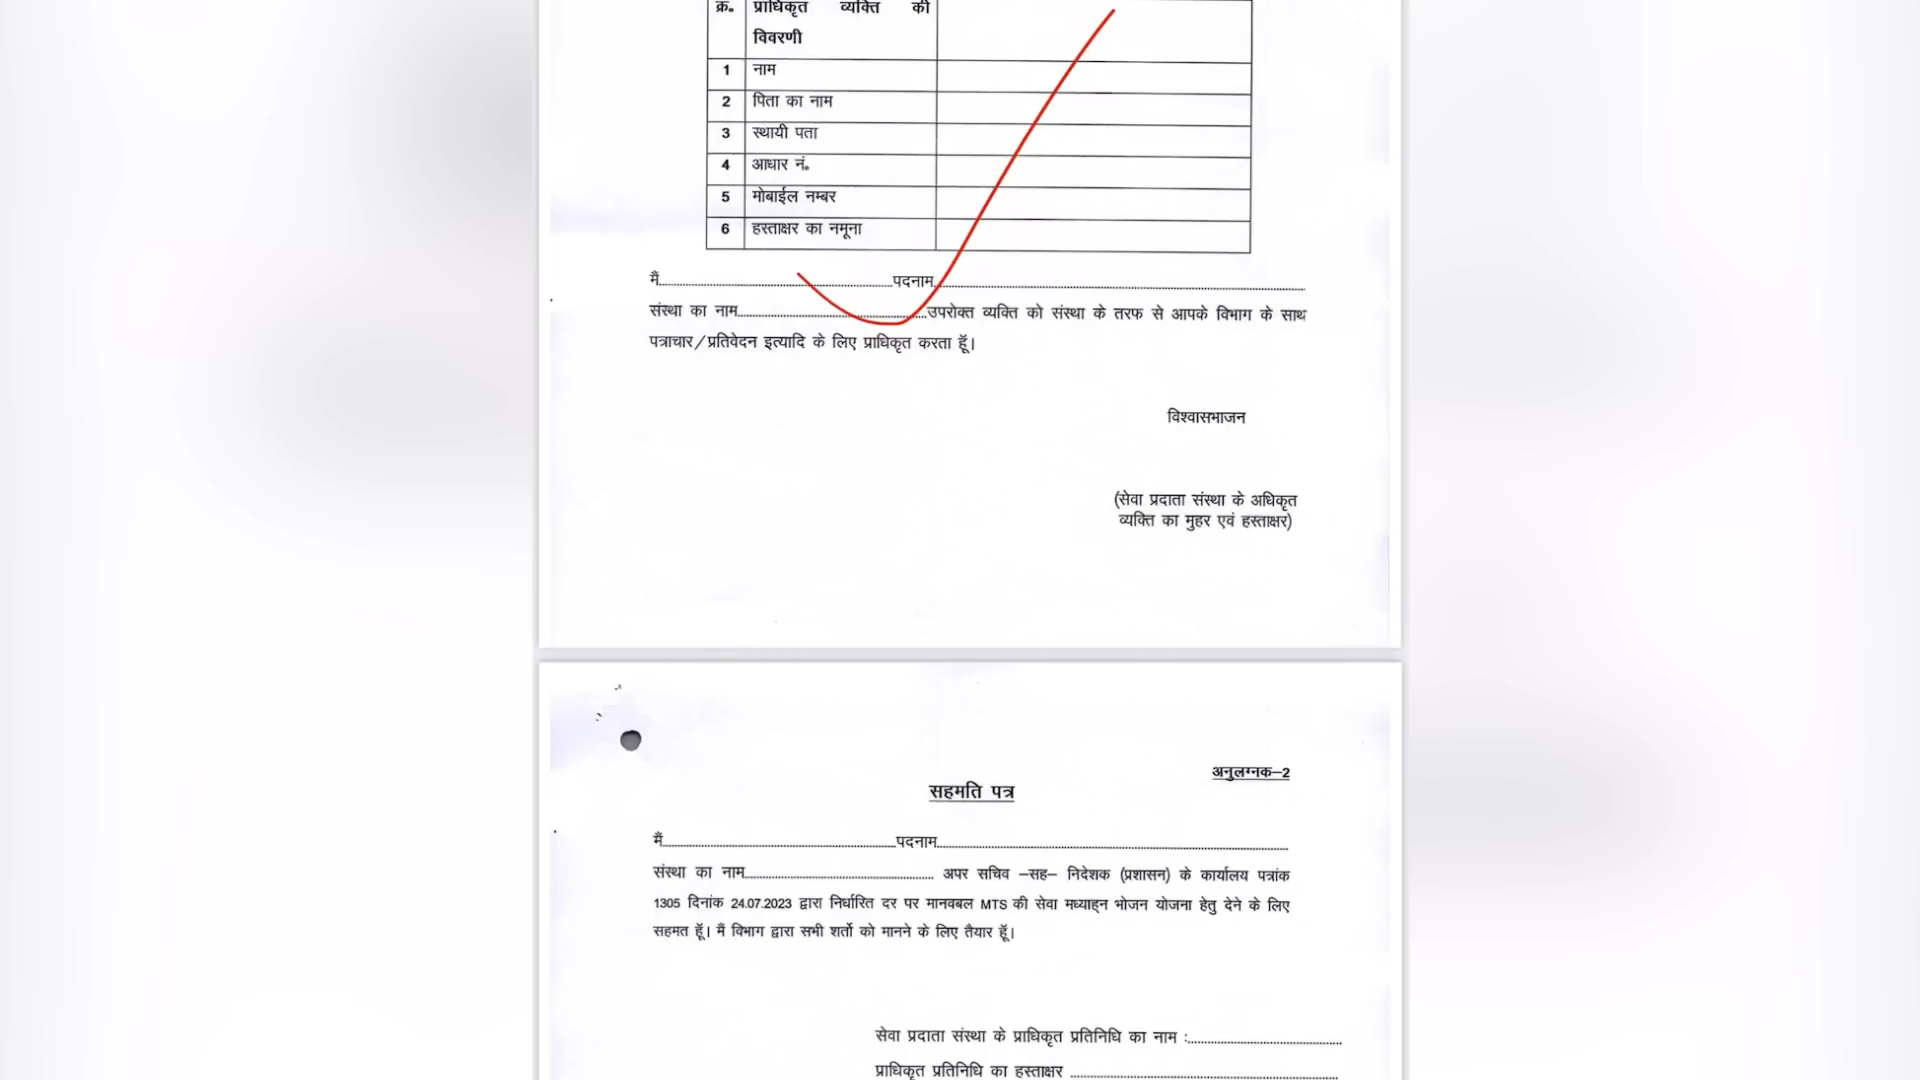 क्र॰ प्राधिकृत व्यक्ति की
विवरणी
1 नाम
2 पिता का नाम
3 स्थायी पता
4 आधार नं॰
5 मोबाईल नम्बर
6 हस्ताक्षर का नमूना
मैं........................................पदनाम................................................................
संस्था का नाम........................................उपरोक्त व्यक्ति को संस्था के तरफ से आपके विभाग के साथ
पत्राचार/प्रतिवेदन इत्यादि के लिए प्राधिकृत करता हूँ।
विश्वासभाजन
(सेवा प्रदाता संस्था के अधिकृत
व्यक्ति का मुहर एवं हस्ताक्षर)
अनुलग्नक–2
सहमति पत्र
मैं........................................पदनाम................................................................
संस्था का नाम........................................ अपर सचिव –सह– निदेशक (प्रशासन) के कार्यालय पत्रांक
1305 दिनांक 24.07.2023 द्वारा निर्धारित दर पर मानवबल MTS की सेवा मध्याह्न भोजन योजना हेतु देने के लिए
सहमत हूँ। मैं विभाग द्वारा सभी शर्तो को मानने के लिए तैयार हूँ।
सेवा प्रदाता संस्था के प्राधिकृत प्रतिनिधि का नाम :................................
प्राधिकृत प्रतिनिधि का हस्ताक्षर ........................................................